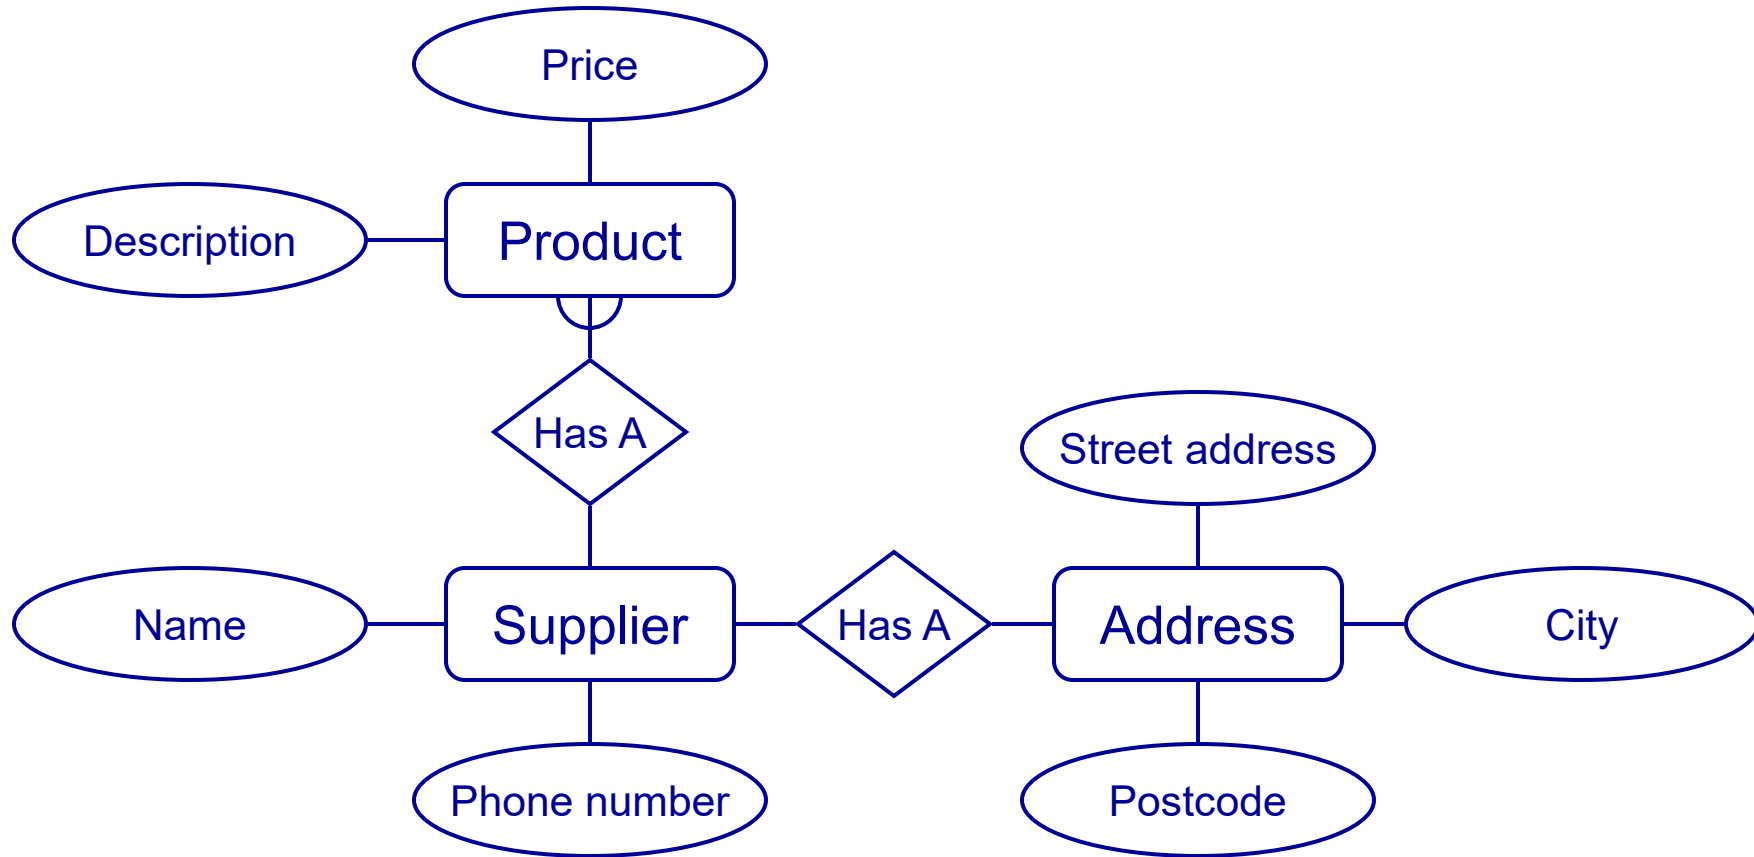 Price
Description
Product
Has A
Street address
Name
Supplier
Has A
Address
City
Phone number
Postcode